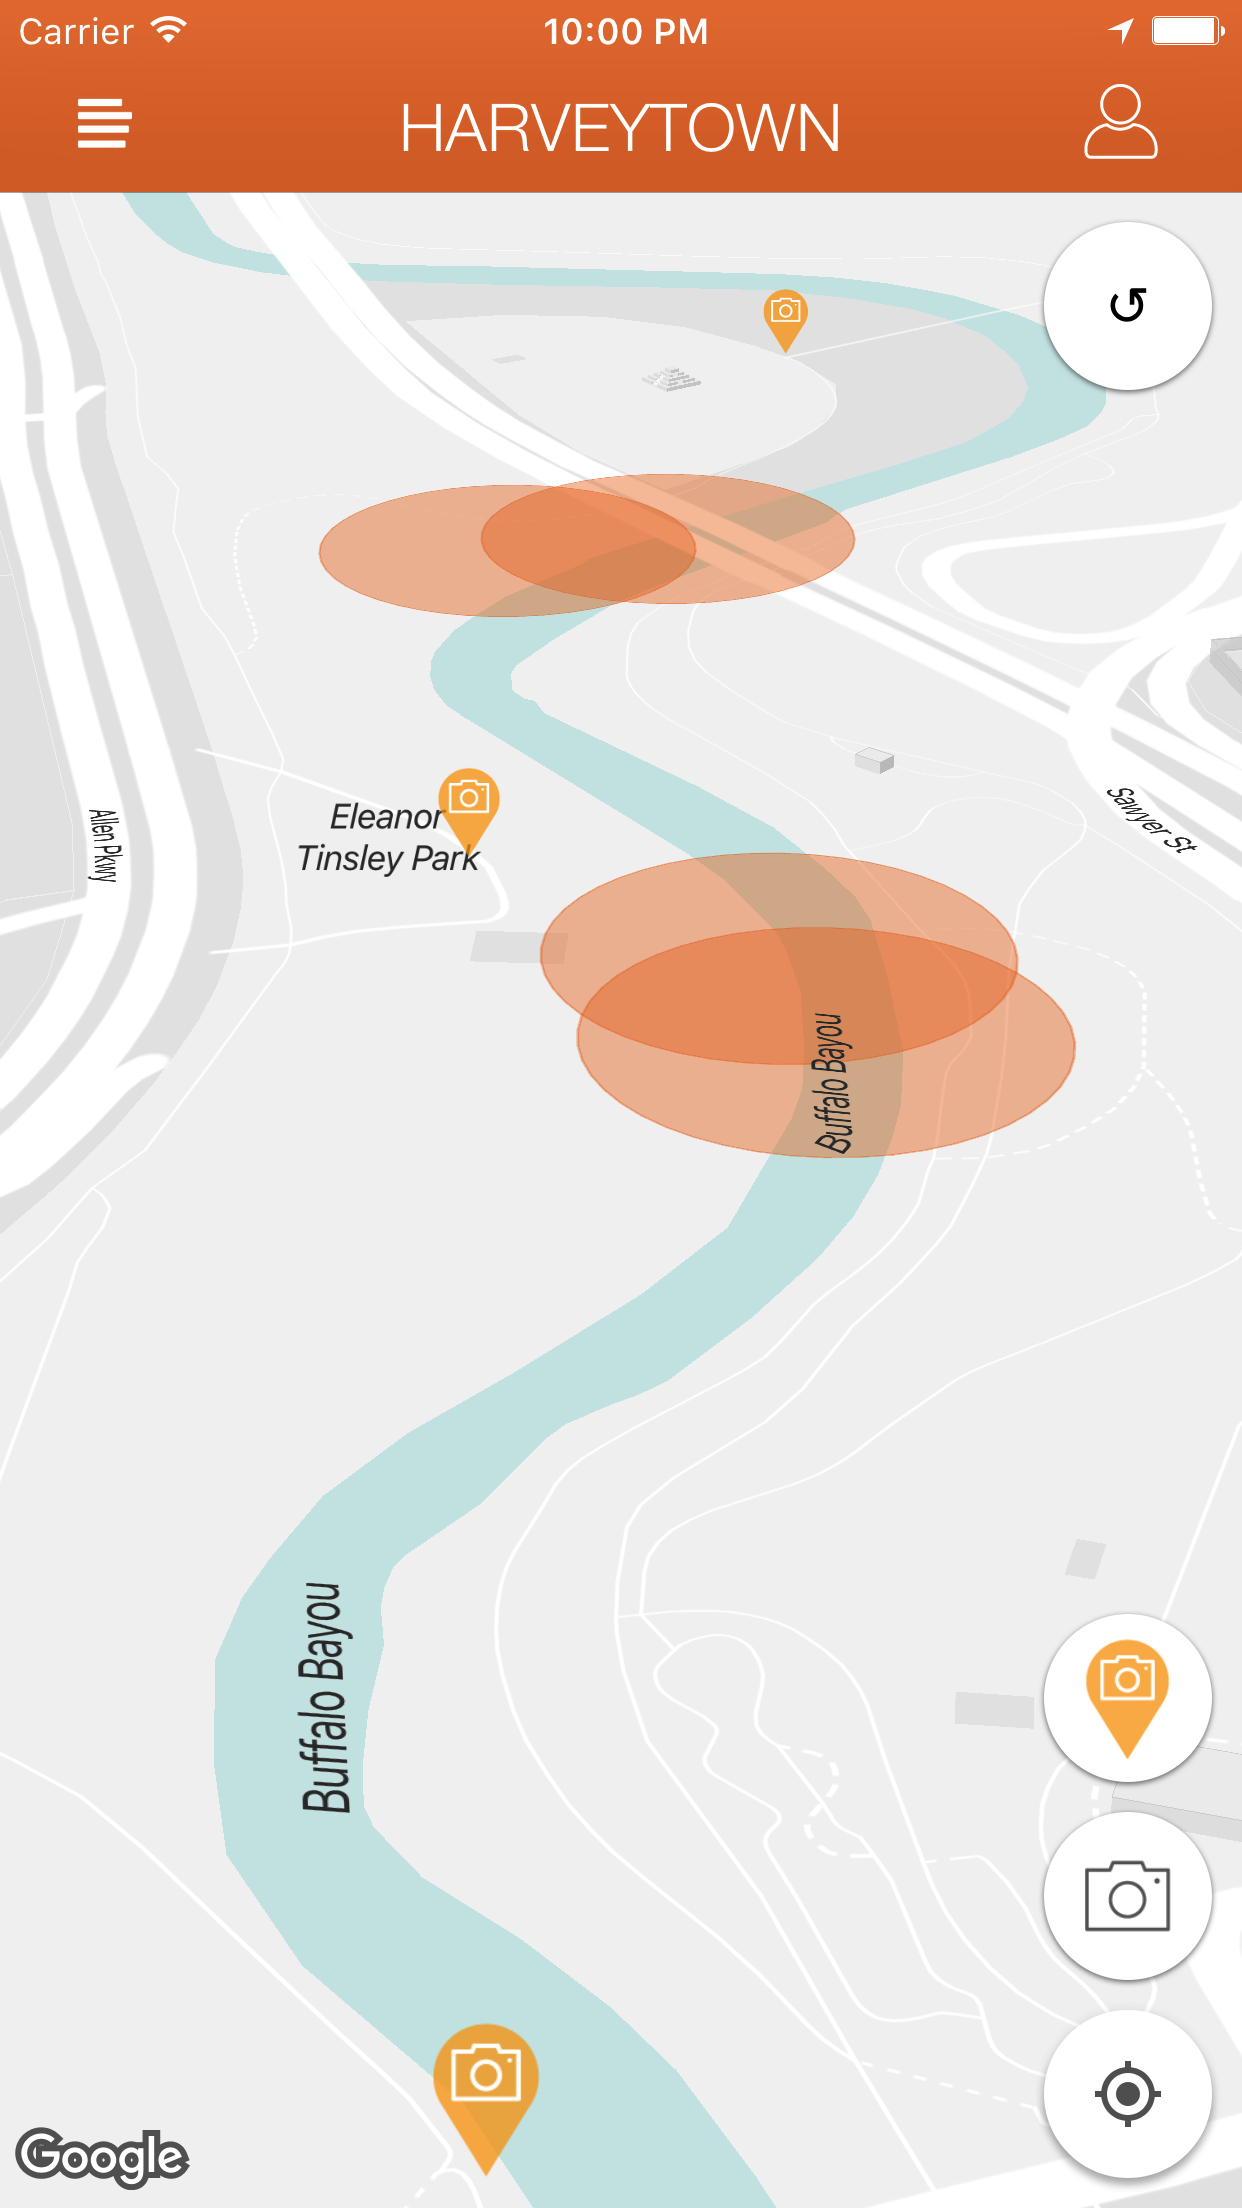 Carrier
10:00 PM
HARVEYTOWN
Eleanor
Tinsley Park
Allen Pkwy
Sawyer St
Buffalo Bayou
Buffalo Bayou
Google